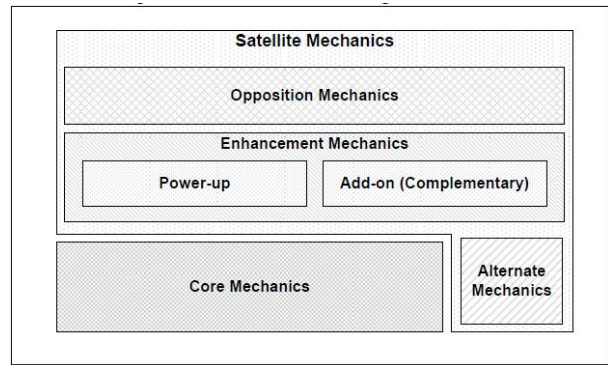 Satellite Mechanics
Opposition Mechanics
Enhancement Mechanics
Power-up
Add-on (Complementary)
Core Mechanics
Alternate
Mechanics